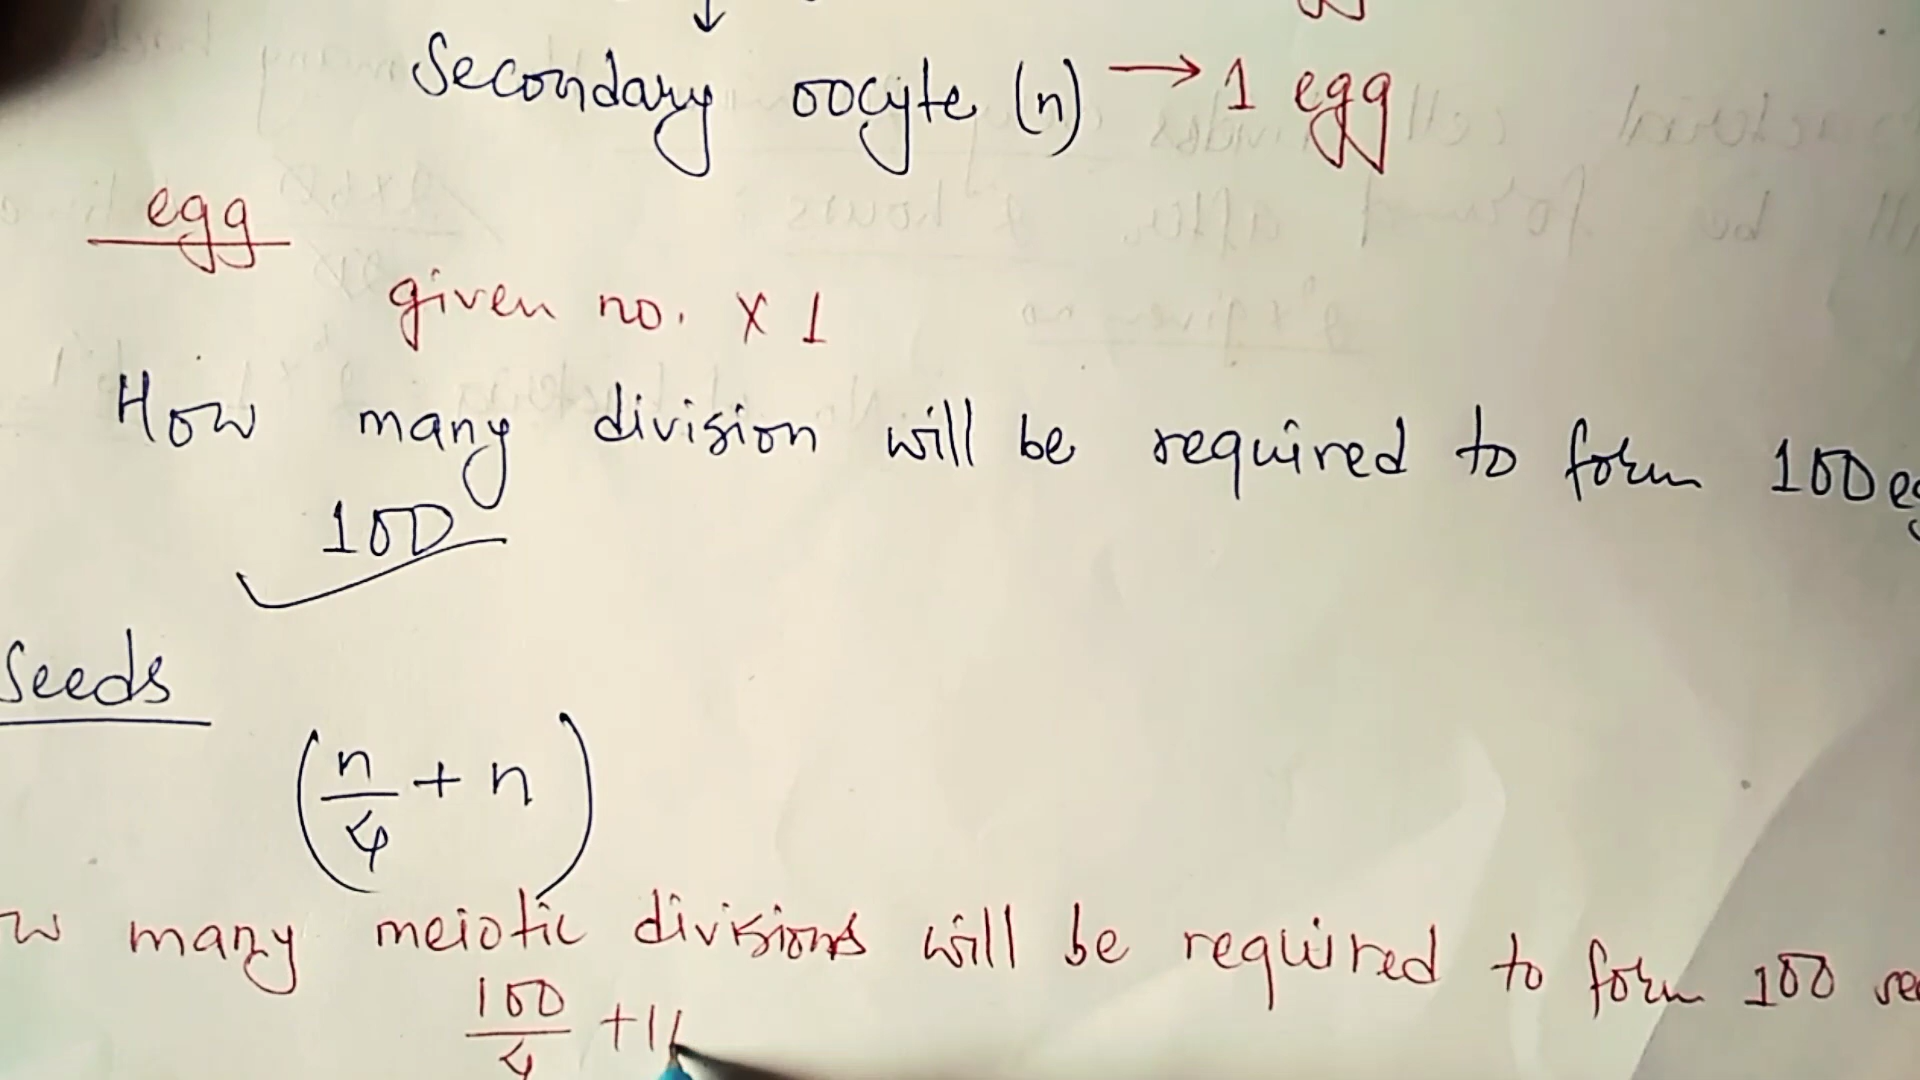 Secondary oocyte (n) → 1 egg
egg
given no. x 1
How many division will be required to form 100
100
Seeds
(n/4 + n)
many meiotic divisions will be required to form 100
100/4 +1